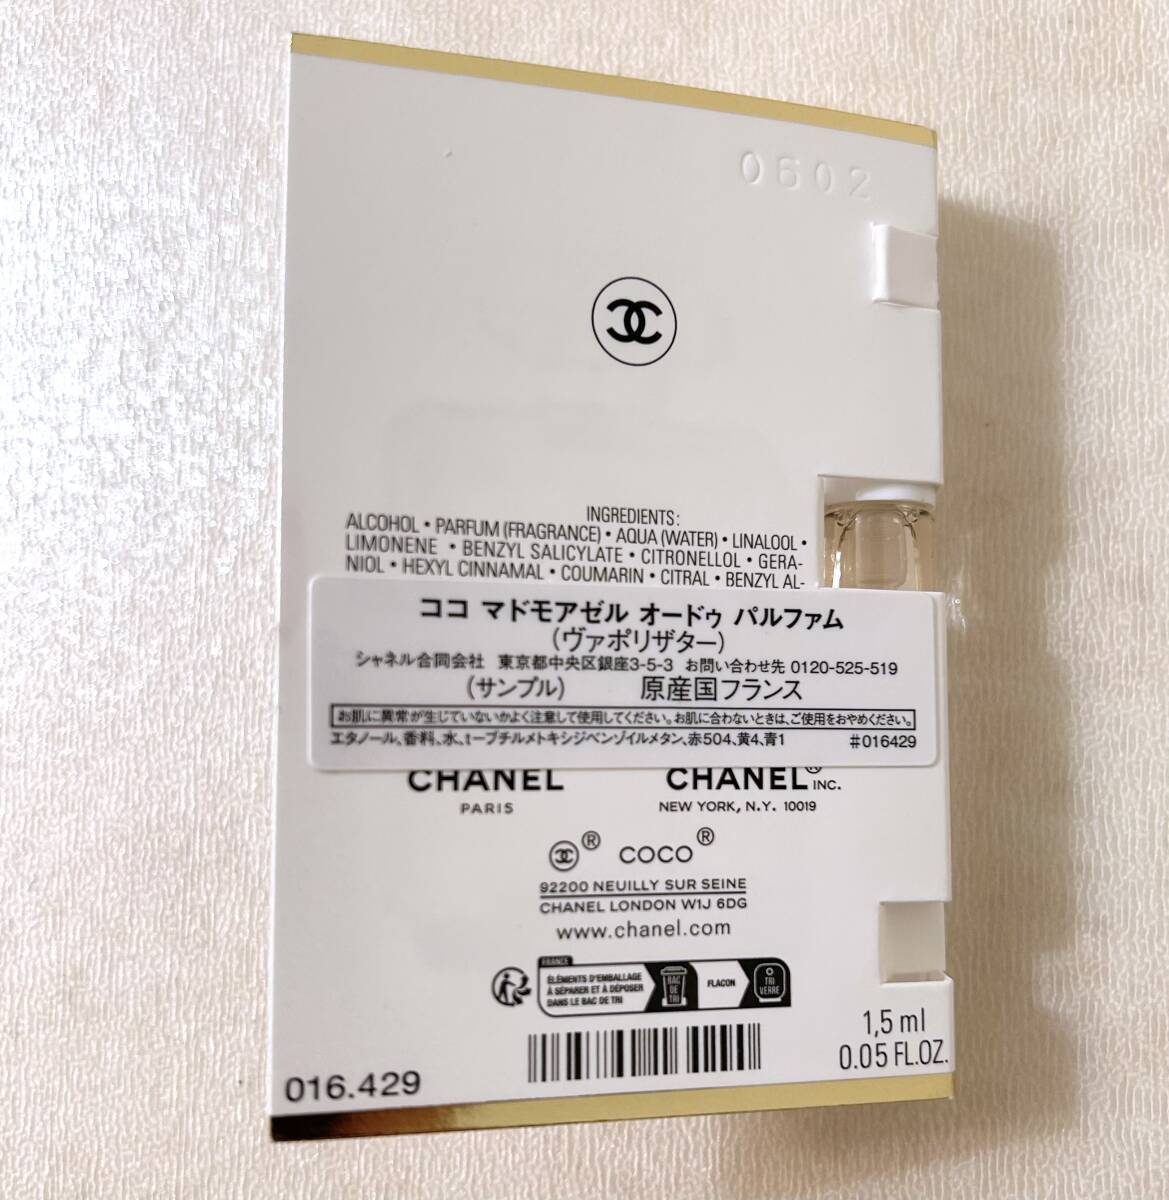 0602
INGREDIENTS:
ALCOHOL • PARFUM (FRAGRANCE) • AQUA (WATER) • LINALOOL •
LIMONENE • BENZYL SALICYLATE • CITRONELLOL • GERA-
NIOL • HEXYL CINNAMAL • COUMARIN • CITRAL • BENZYL AL-
ココ マドモアゼル オードゥ パルファム
(ヴァポリザター)
シャネル合同会社 東京都中央区銀座3-5-3 お問い合わせ先 0120-525-519
(サンプル) 原産国フランス
お肌に異常が生じていないかよく注意して使用してください。お肌に合わないときは、ご使用をおやめください。
エタノール、香料、水、t-ブチルメトキシジベンゾイルメタン、赤504、黄4、青1 #016429
CHANEL CHANEL® INC.
PARIS NEW YORK, N.Y. 10019
® COCO®
92200 NEUILLY SUR SEINE
CHANEL LONDON W1J 6DG
www.chanel.com
FRANCE
ÉLÉMENTS D'EMBALLAGE
À SÉPARER ET À DÉPOSER
DANS LE BAC DE TRI
BAC
DE
TRI
FLACON
TRI
VERRE
1,5 ml
0.05 FL.OZ.
016.429